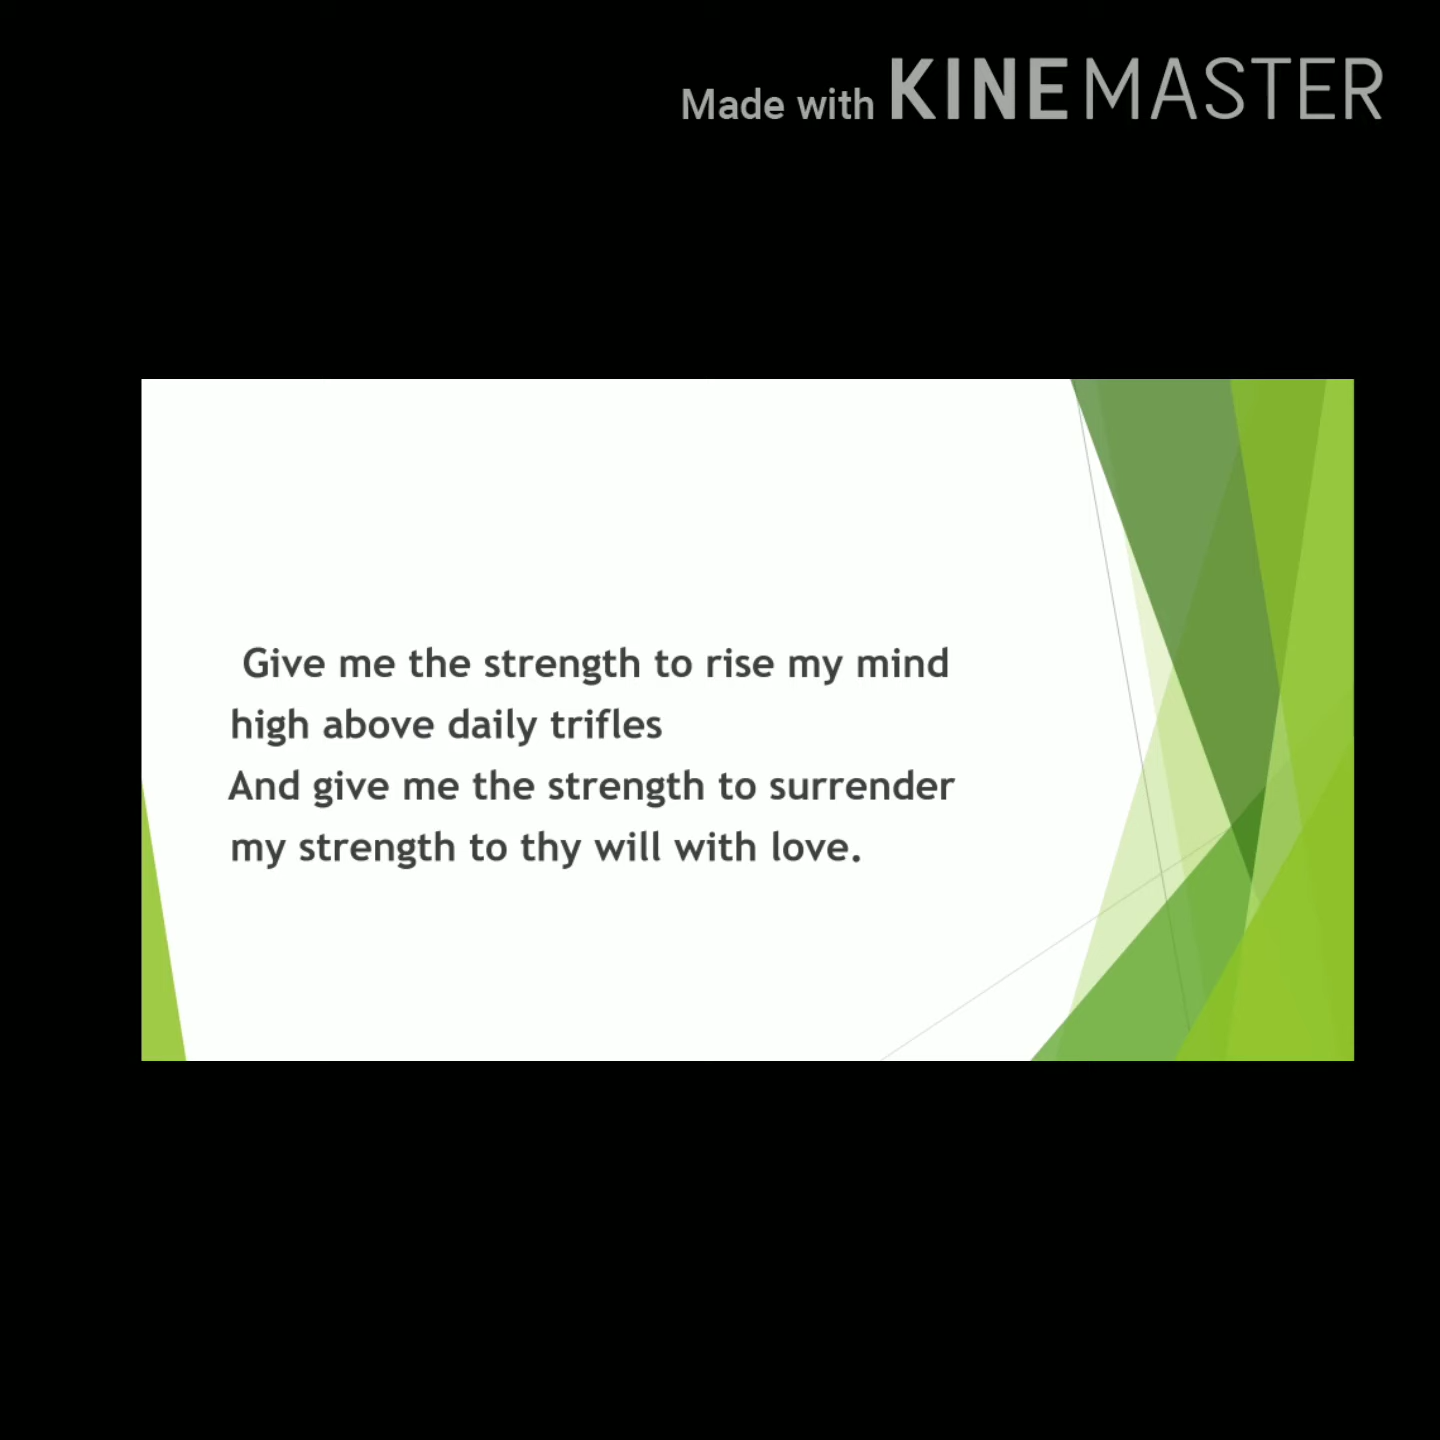 Made with KINEMASTER
Give me the strength to rise my mind
high above daily trifles
And give me the strength to surrender
my strength to thy will with love.